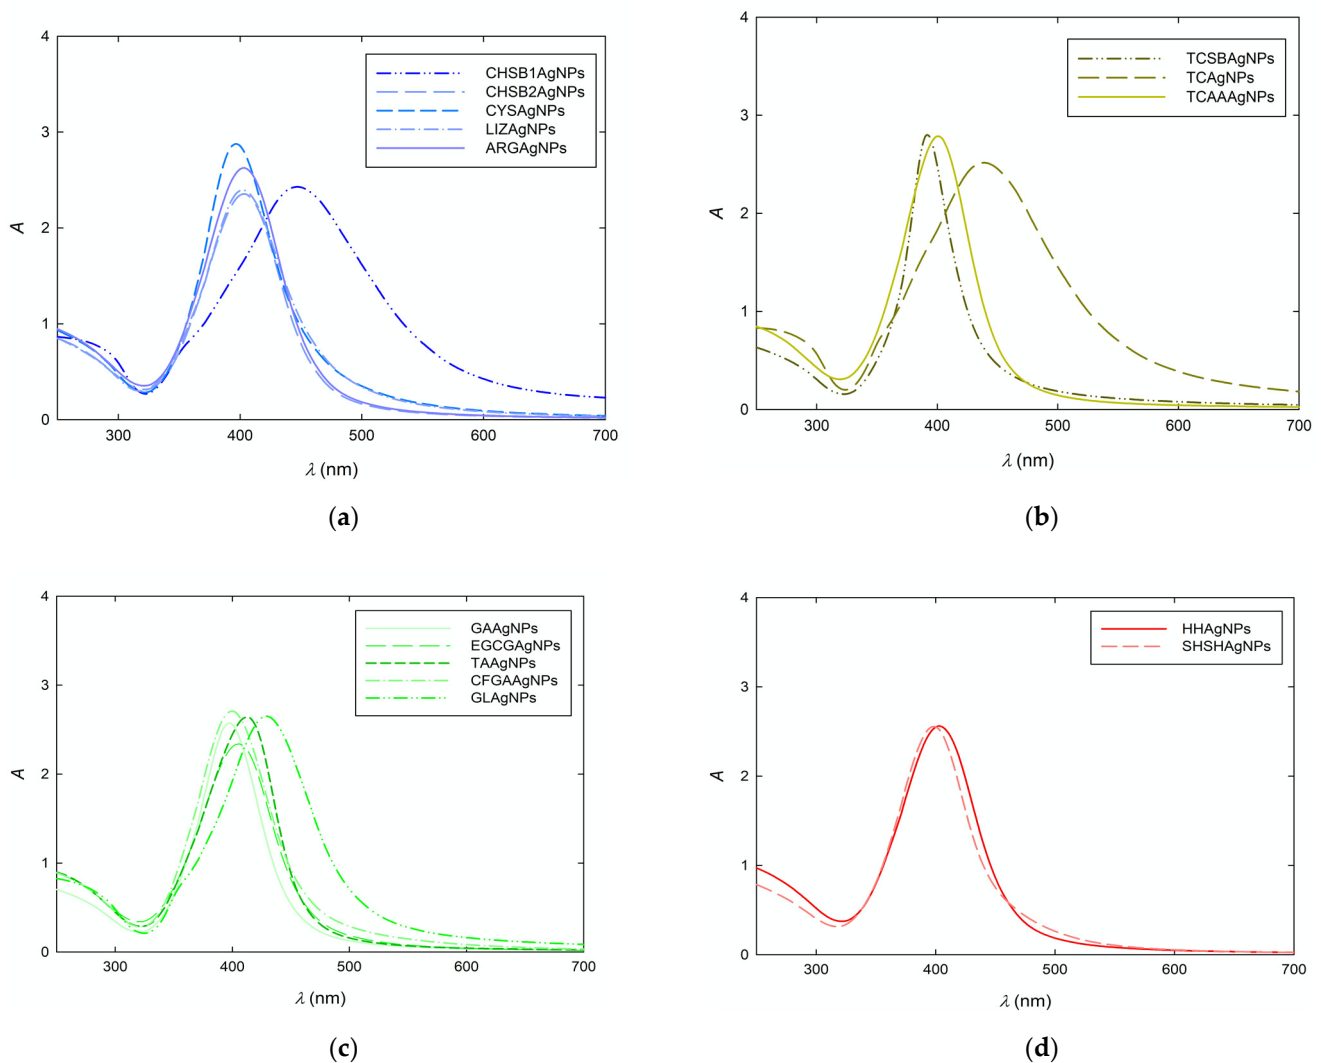 4
3
2
1
0
A
CHSB1AgNPs
CHSB2AgNPs
CYSAgNPs
LIZAgNPs
ARGAgNPs
300
400
500
600
700
λ (nm)
(a)
4
3
2
1
0
A
TCSBAgNPs
TCAgNPs
TCAAAgNPs
300
400
500
600
700
λ (nm)
(b)
4
3
2
1
0
A
GAAgNPs
EGCGAgNPs
TAAgNPs
CFGAAgNPs
GLAgNPs
300
400
500
600
700
λ (nm)
(c)
4
3
2
1
0
A
HHAgNPs
SHSHAgNPs
300
400
500
600
700
λ (nm)
(d)